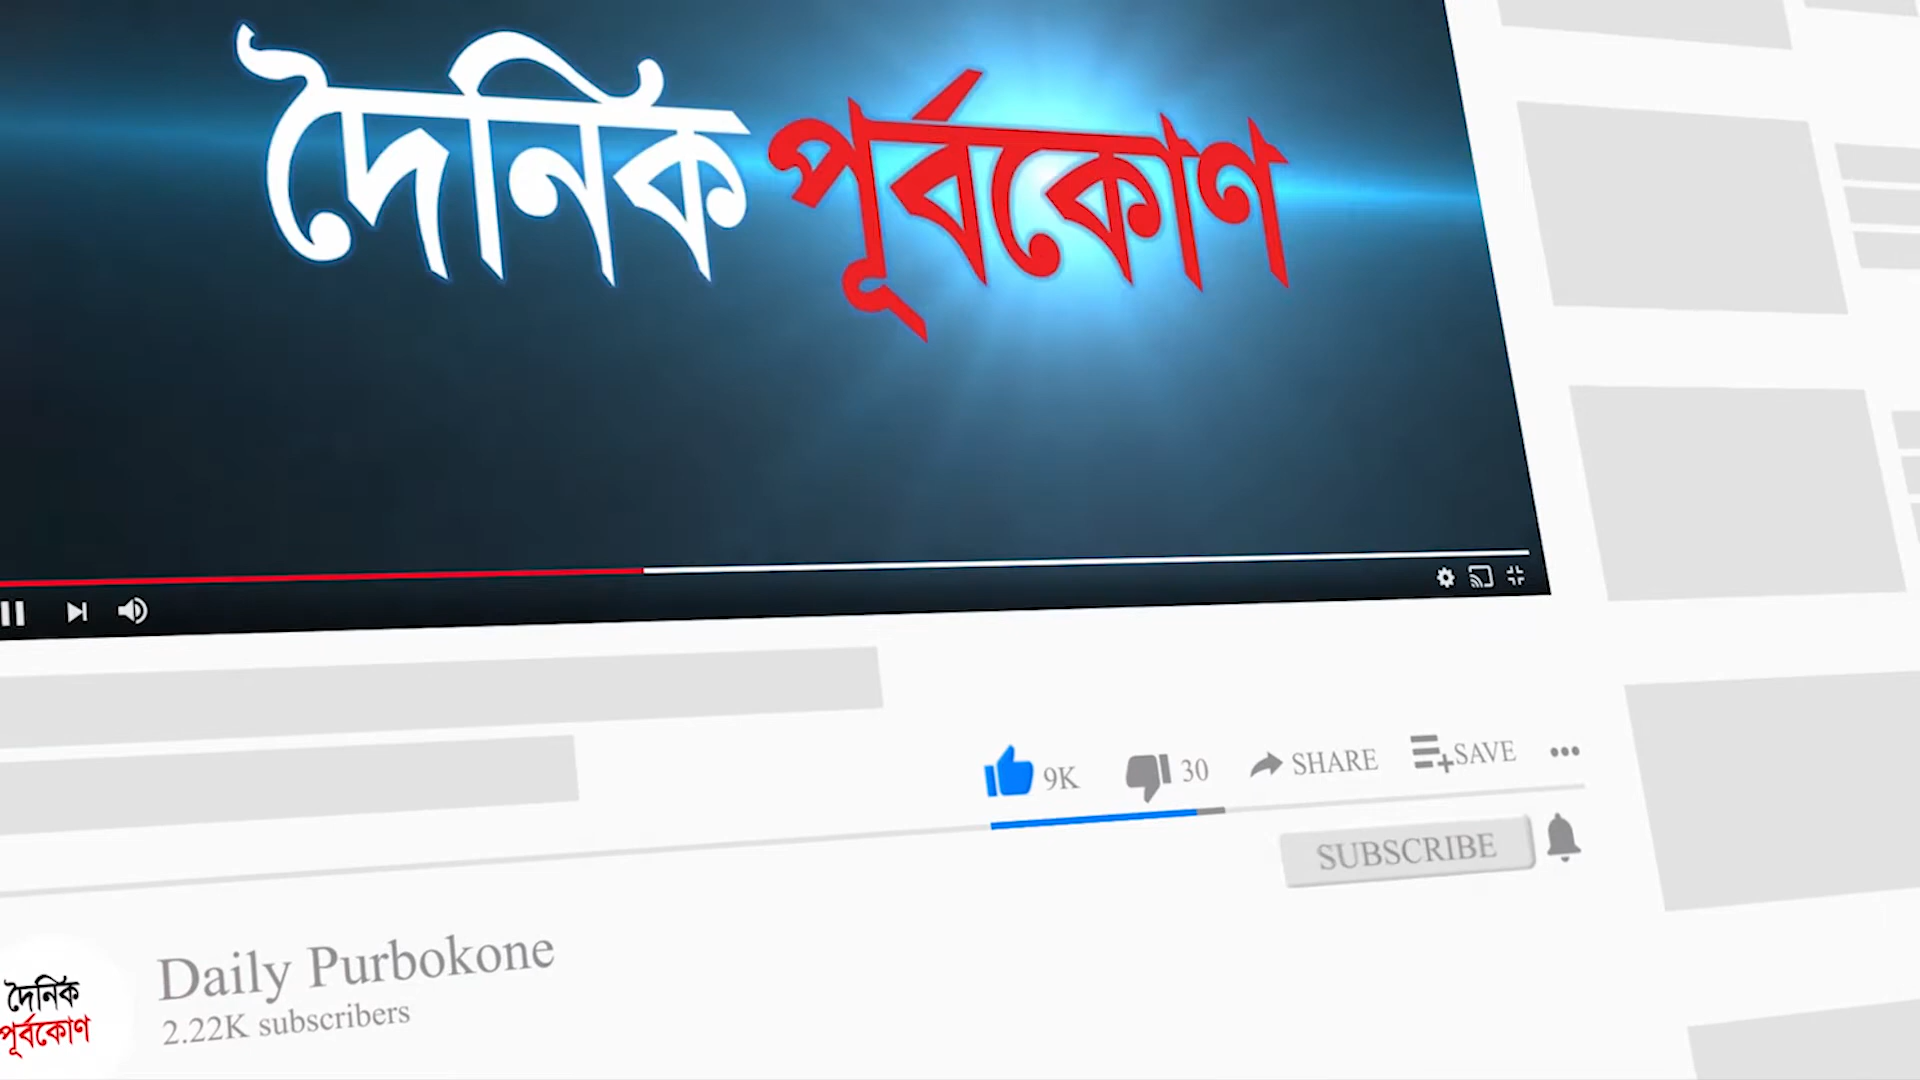 দৈনিক পূর্বকোণ
9K 30 SHARE SAVE
SUBSCRIBE
Daily Purbokone
2.22K subscribers
দৈনিক
পূর্বকোণ